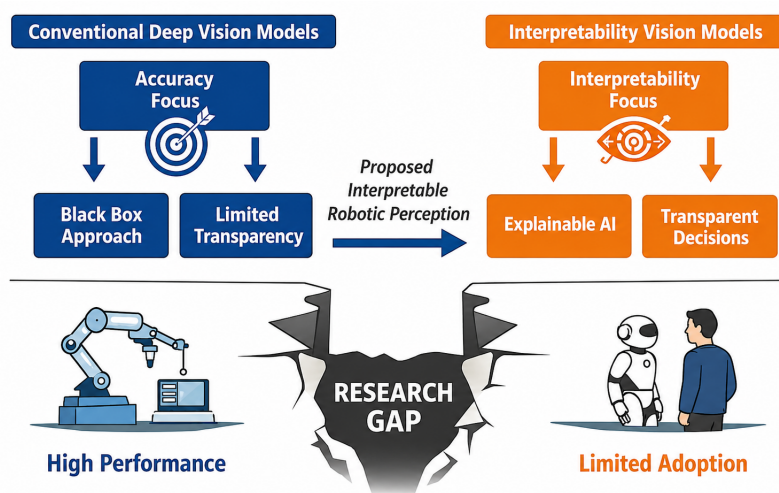 Conventional Deep Vision Models
Accuracy
Focus
Black Box
Approach
Limited
Transparency
Proposed
Interpretable
Robotic Perception
Interpretability Vision Models
Interpretability
Focus
Explainable AI
Transparent
Decisions
RESEARCH
GAP
High Performance
Limited Adoption